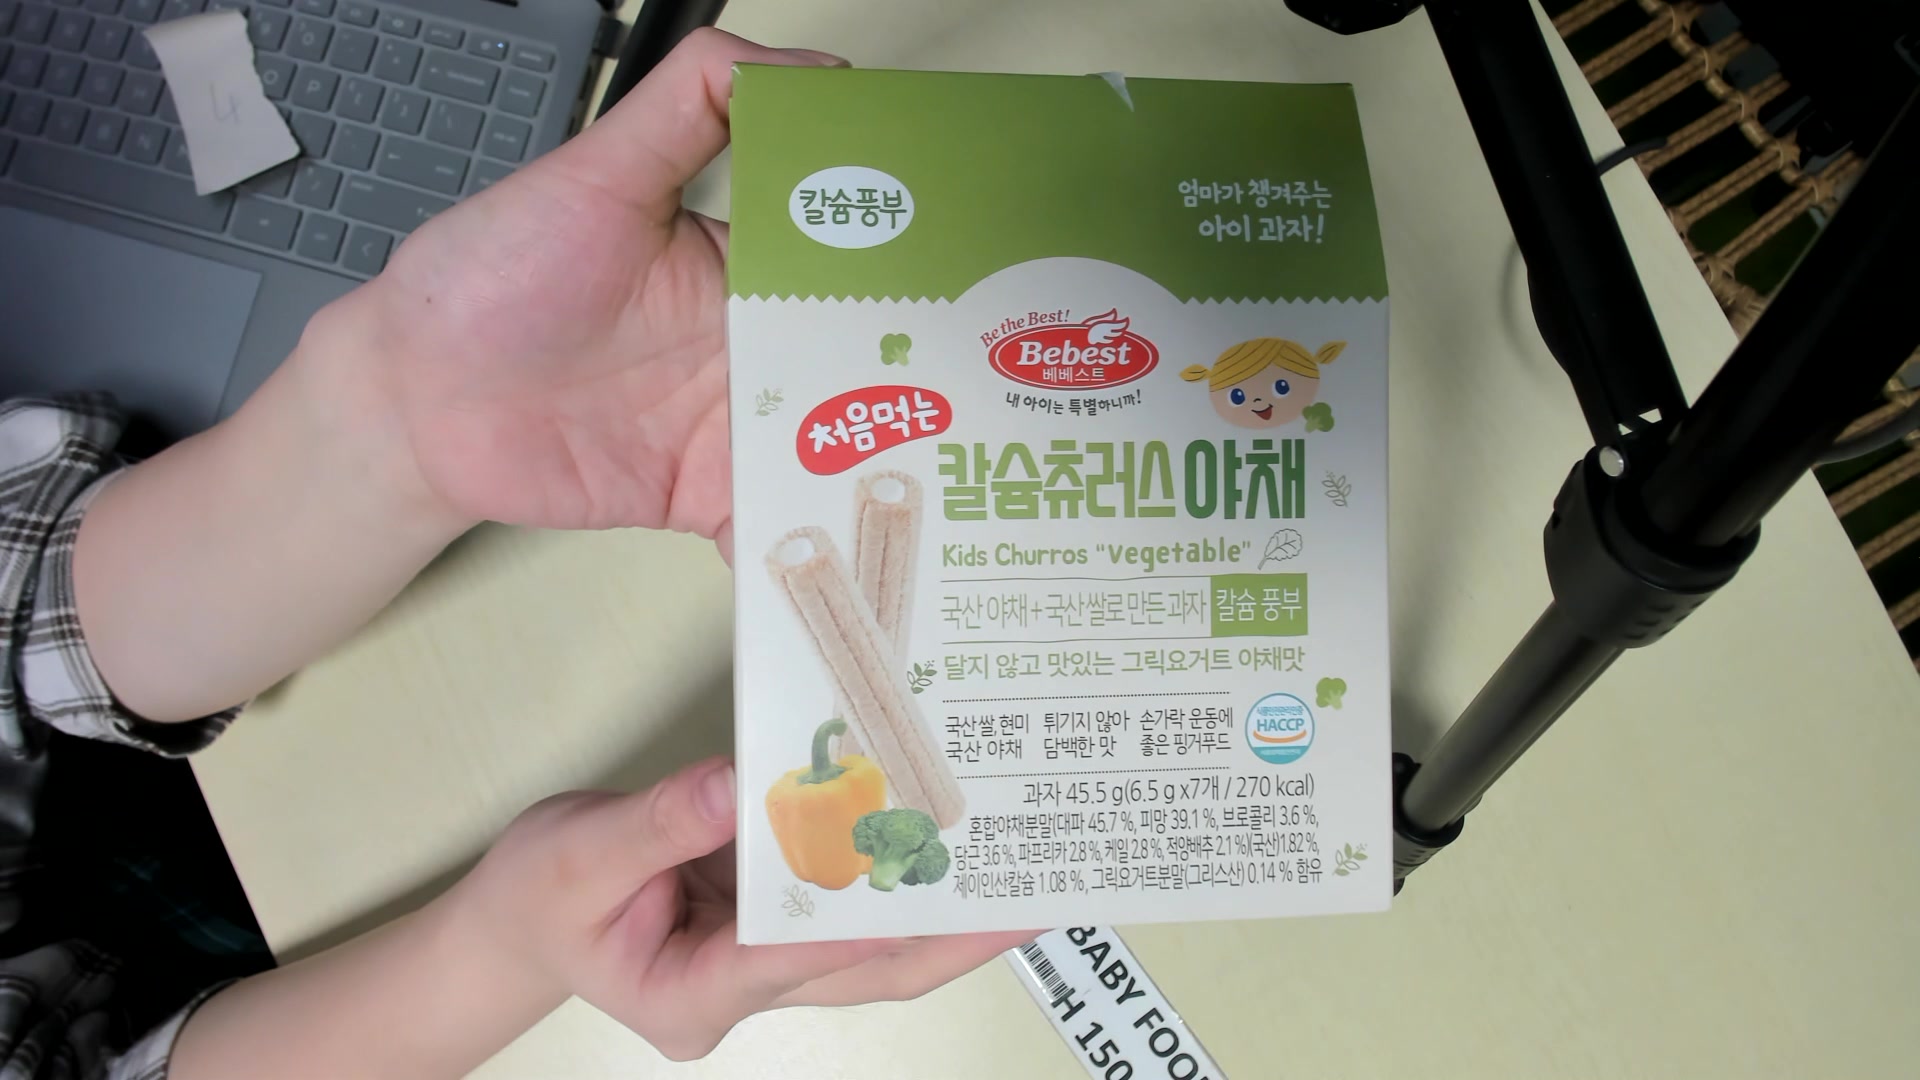 4
칼슘풍부
엄마가 챙겨주는
아이 과자!
Be the Best!
Bebest
베베스트
내 아이는 특별하니까!
처음먹는
칼슘츄러스 야채
Kids Churros "Vegetable"
국산 야채+국산쌀로 만든 과자 칼슘 풍부
달지 않고 맛있는 그릭요거트 야채맛
국산 쌀, 현미 튀기지 않아 손가락 운동에
국산 야채 담백한 맛 좋은 핑거푸드
HACCP
과자 45.5 g(6.5 g x7개 / 270 kcal)
혼합야채분말(대파 45.7 %, 피망 39.1 %, 브로콜리 3.6 %,
당근 3.6 %, 파프리카 2.8 %, 케일 2.8 %, 적양배추 2.1 %)(국산)1.82 %,
제이인산칼슘 1.08 %, 그릭요거트분말(그리스산) 0.14 % 함유
BABY FOO
H 150